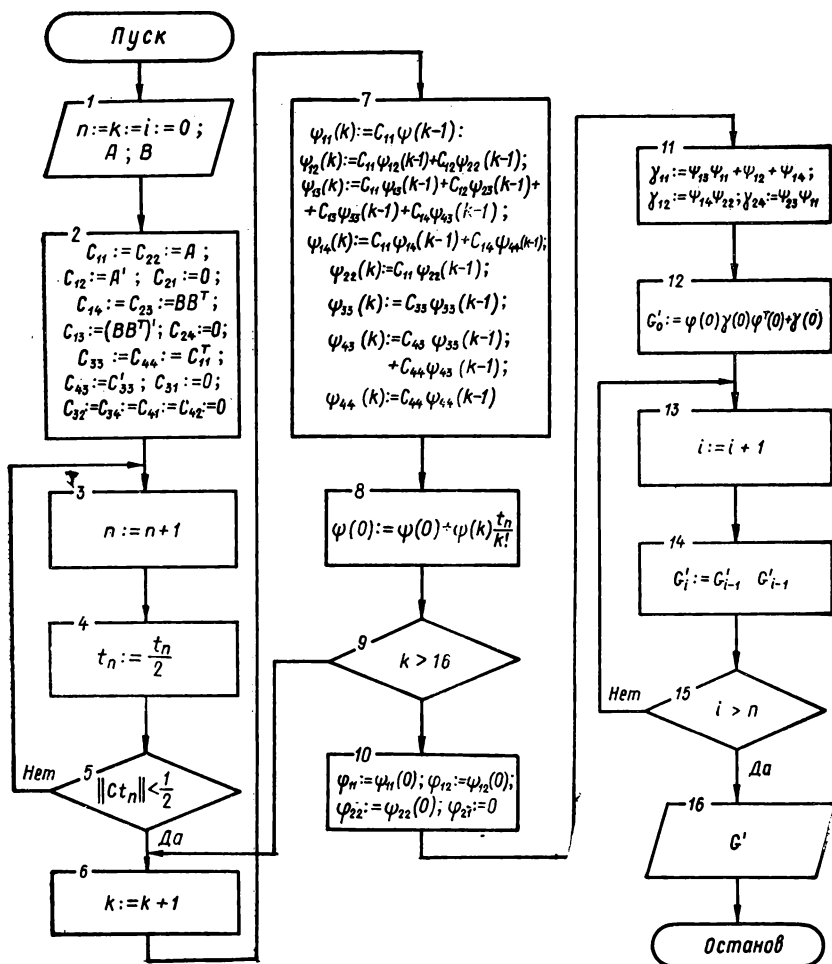 Пуск
1
n:=k:=i:=0;
A; B
2
C₁₁:=C₂₂:=A;
C₁₂:=A'; C₂₁:=0;
C₁₄:=C₂₃:=BBᵀ;
C₁₃:=(BBᵀ)'; C₂₄:=0;
C₃₃:=C₄₄:=C₁₁ᵀ;
C₄₃:=C'₃₃; C₃₁:=0;
C₃₂:=C₃₄:=C₄₁:=C₄₂:=0
3
n:=n+1
4
tₙ:=tₙ/2
5
‖Ctₙ‖<1/2
Нет
Да
6
k:=k+1
7
ψ₁₁(k):=C₁₁ψ(k-1):
ψ₁₂(k):=C₁₁ψ₁₂(k-1)+C₁₂ψ₂₂(k-1);
ψ₁₃(k):=C₁₁ψ₁₃(k-1)+C₁₂ψ₂₃(k-1)+
+C₁₃ψ₃₃(k-1)+C₁₄ψ₄₃(k-1);
ψ₁₄(k):=C₁₁ψ₁₄(k-1)+C₁₄ψ₄₄(k-1);
ψ₂₂(k):=C₁₁ψ₂₂(k-1);
ψ₃₃(k):=C₃₃ψ₃₃(k-1);
ψ₄₃(k):=C₄₃ψ₃₃(k-1);
+C₄₄ψ₄₃(k-1);
ψ₄₄(k):=C₄₄ψ₄₄(k-1)
8
ψ(0):=ψ(0)÷ψ(k)tₙ/k!
9
k>16
10
φ₁₁:=ψ₁₁(0); φ₁₂:=ψ₁₂(0);
φ₂₂:=ψ₂₂(0); φ₂₁:=0
11
γ₁₁:=ψ₁₃ψ₁₁+ψ₁₂+ψ₁₄;
γ₁₂:=ψ₁₄ψ₂₂; γ₂₄:=ψ₂₃ψ₁₁
12
G'₀:=φ(0)γ(0)φᵀ(0)+γ(0)
13
i:=i+1
14
G'ᵢ:=G'ᵢ₋₁ G'ᵢ₋₁
Нет
15
i>n
Да
16
G'
Останов